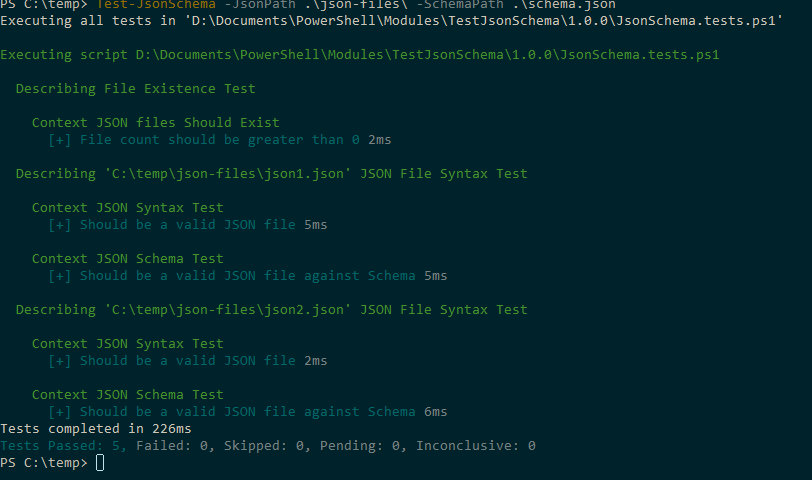 PS C:\temp> Test-JsonSchema -JsonPath .\json-files\ -SchemaPath .\schema.json
Executing all tests in 'D:\Documents\PowerShell\Modules\TestJsonSchema\1.0.0\JsonSchema.tests.ps1'
Executing script D:\Documents\PowerShell\Modules\TestJsonSchema\1.0.0\JsonSchema.tests.ps1
Describing File Existence Test
Context JSON files Should Exist
[+] File count should be greater than 0 2ms
Describing 'C:\temp\json-files\json1.json' JSON File Syntax Test
Context JSON Syntax Test
[+] Should be a valid JSON file 5ms
Context JSON Schema Test
[+] Should be a valid JSON file against Schema 5ms
Describing 'C:\temp\json-files\json2.json' JSON File Syntax Test
Context JSON Syntax Test
[+] Should be a valid JSON file 2ms
Context JSON Schema Test
[+] Should be a valid JSON file against Schema 6ms
Tests completed in 226ms
Tests Passed: 5, Failed: 0, Skipped: 0, Pending: 0, Inconclusive: 0
PS C:\temp>